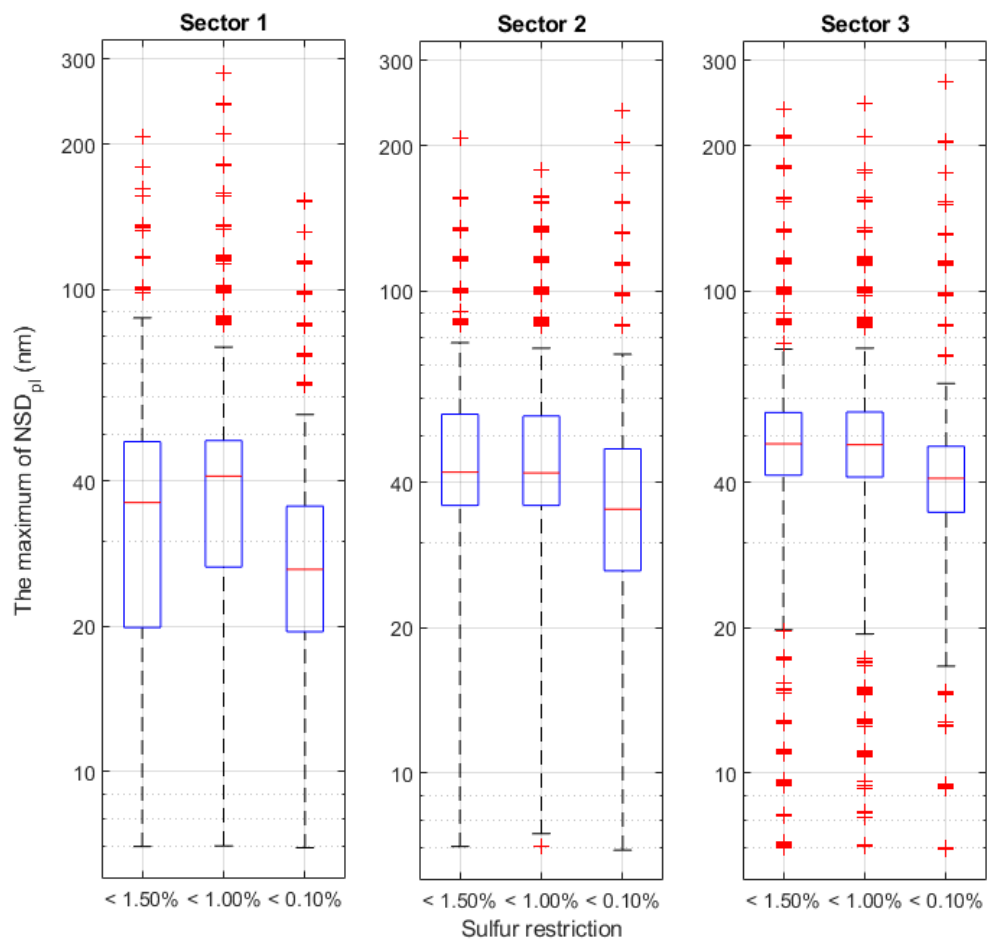 Sector 1
Sector 2
Sector 3
The maximum of NSD_pl (nm)
300
200
100
40
20
10
300
200
100
40
20
10
300
200
100
40
20
10
< 1.50% < 1.00% < 0.10%
< 1.50% < 1.00% < 0.10%
< 1.50% < 1.00% < 0.10%
Sulfur restriction